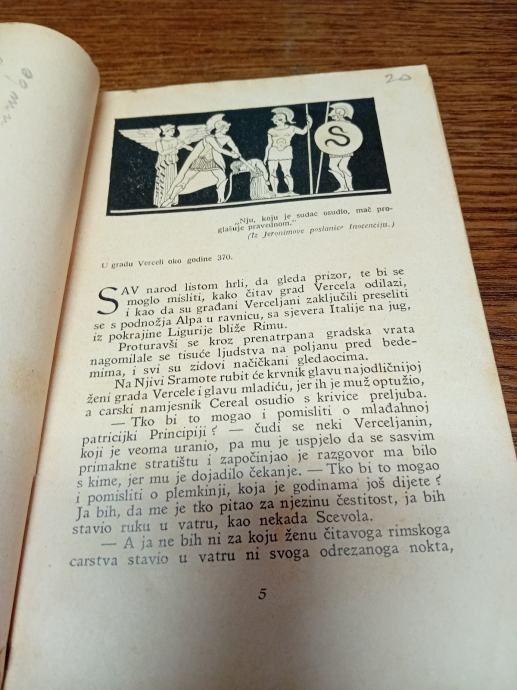 20
„Nju, koju je sudac osudio, mač pro-
glašuje pravednom."
(Iz Jeronimove poslanice Inocenciju.)
U gradu Verceli oko godine 370.
SAV narod listom hrli, da gleda prizor, te bi se
moglo misliti, kako čitav grad Vercela odilazi,
i kao da su građani Verceljani zaključili preseliti
se s podnožja Alpa u ravnicu, sa sjevera Italije na jug,
iz pokrajine Ligurije bliže Rimu.
Proturavši se kroz prenatrpana gradska vrata
nagomilale se tisuće ljudstva na poljanu pred bede-
mima, i svi su zidovi načičkani gledaocima.
Na Njivi Sramote rubit će krvnik glavu najodličnijoj
ženi grada Vercele i glavu mladiću, jer ih je muž optužio,
a carski namjesnik Cereal osudio s krivice preljuba.
— Tko bi to mogao i pomisliti o mlađahnoj
patricijki Principiji? — čudi se neki Verceljanin,
koji je veoma uranio, pa mu je uspjelo da se sasvim
primakne stratištu i započinjao je razgovor ma bilo
s kime, jer mu je dojadilo čekanje. — Tko bi to mogao
i pomisliti o plemkinji, koja je godinama još dijete?
Ja bih, da me je tko pitao za njezinu čestitost, ja bih
stavio ruku u vatru, kao nekada Scevola.
— A ja ne bih ni za koju ženu čitavoga rimskoga
carstva stavio u vatru ni svoga odrezanoga nokta,
5